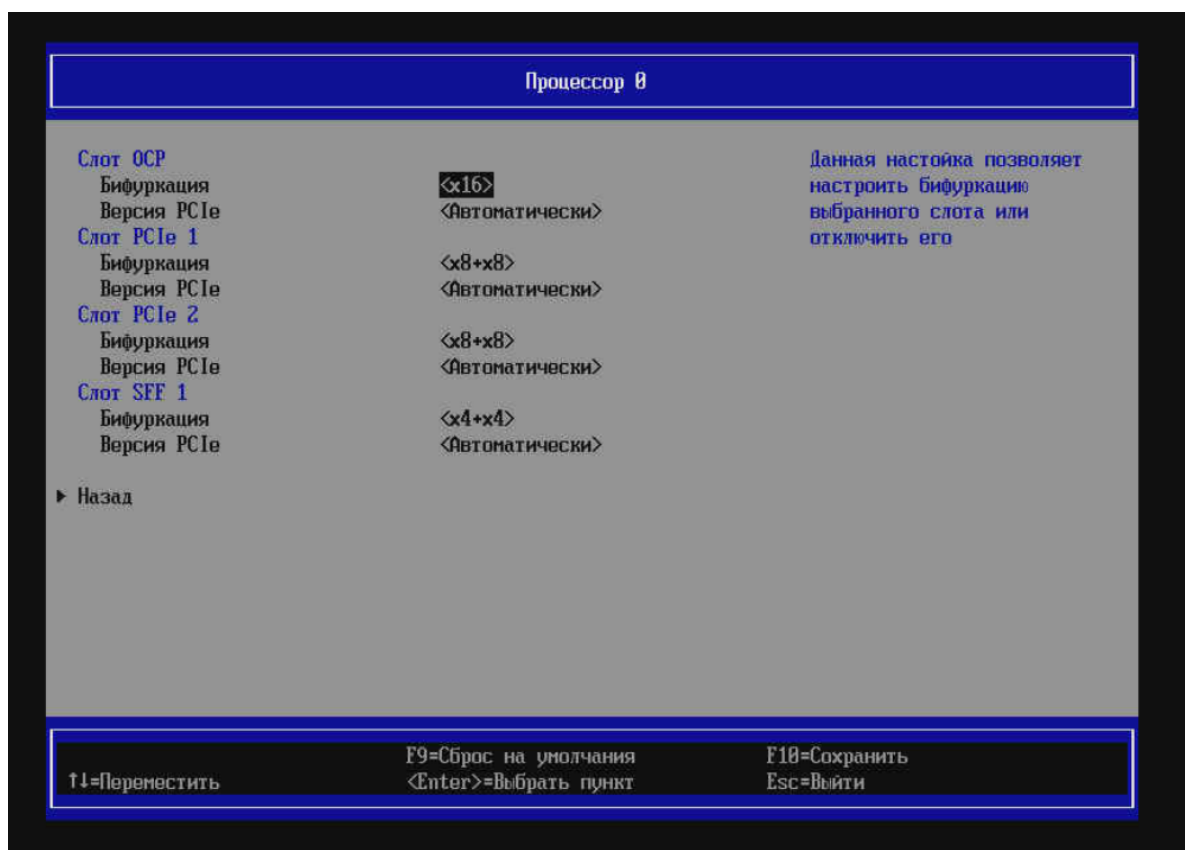 Процессор 0
Слот OCP
Бифуркация <x16>
Версия PCIe <Автоматически>
Слот PCIe 1
Бифуркация <x8+x8>
Версия PCIe <Автоматически>
Слот PCIe 2
Бифуркация <x8+x8>
Версия PCIe <Автоматически>
Слот SFF 1
Бифуркация <x4+x4>
Версия PCIe <Автоматически>
▶ Назад
Данная настойка позволяет
настроить бифуркацию
выбранного слота или
отключить его
F9=Сброс на умолчания F10=Сохранить
↑↓=Переместить <Enter>=Выбрать пункт Esc=Выйти